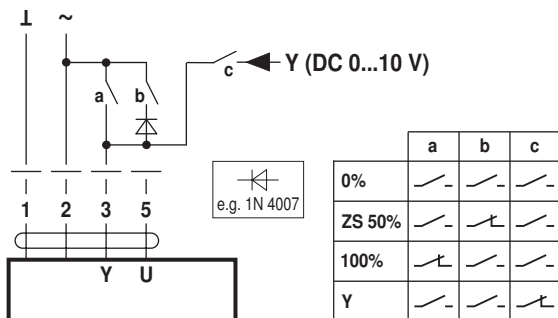 ⊥ ~
c Y (DC 0...10 V)
a b
e.g. 1N 4007
1 2 3 5
Y U
a b c
0%
ZS 50%
100%
Y